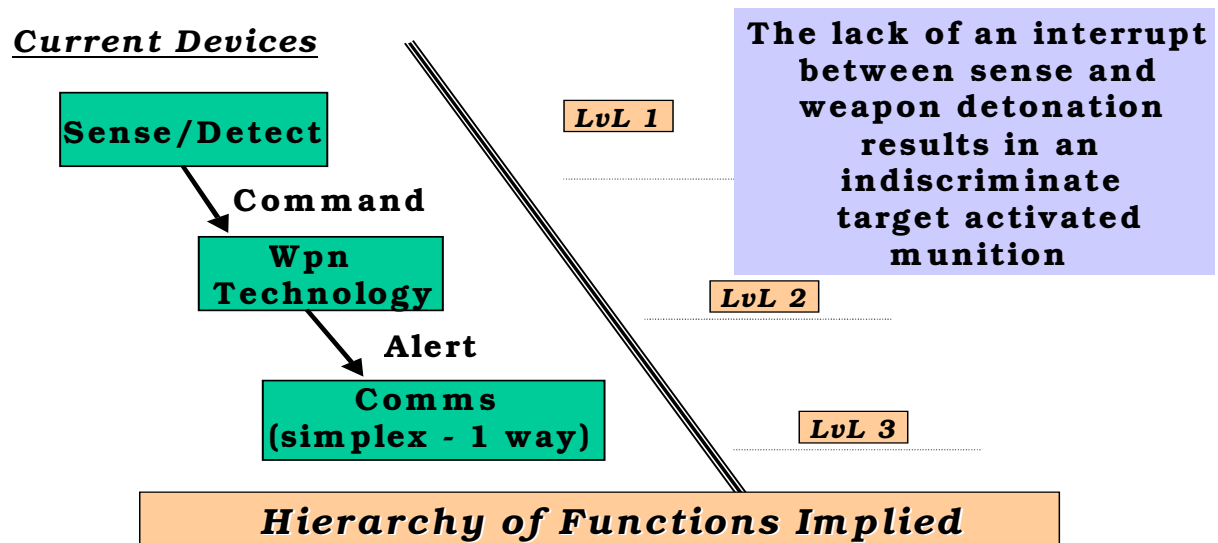 Current Devices
Sense/Detect
Command
Wpn
Technology
Alert
Comms
(simplex - 1 way)
LvL 1
LvL 2
LvL 3
The lack of an interrupt
between sense and
weapon detonation
results in an
indiscriminate
target activated
munition
Hierarchy of Functions Implied